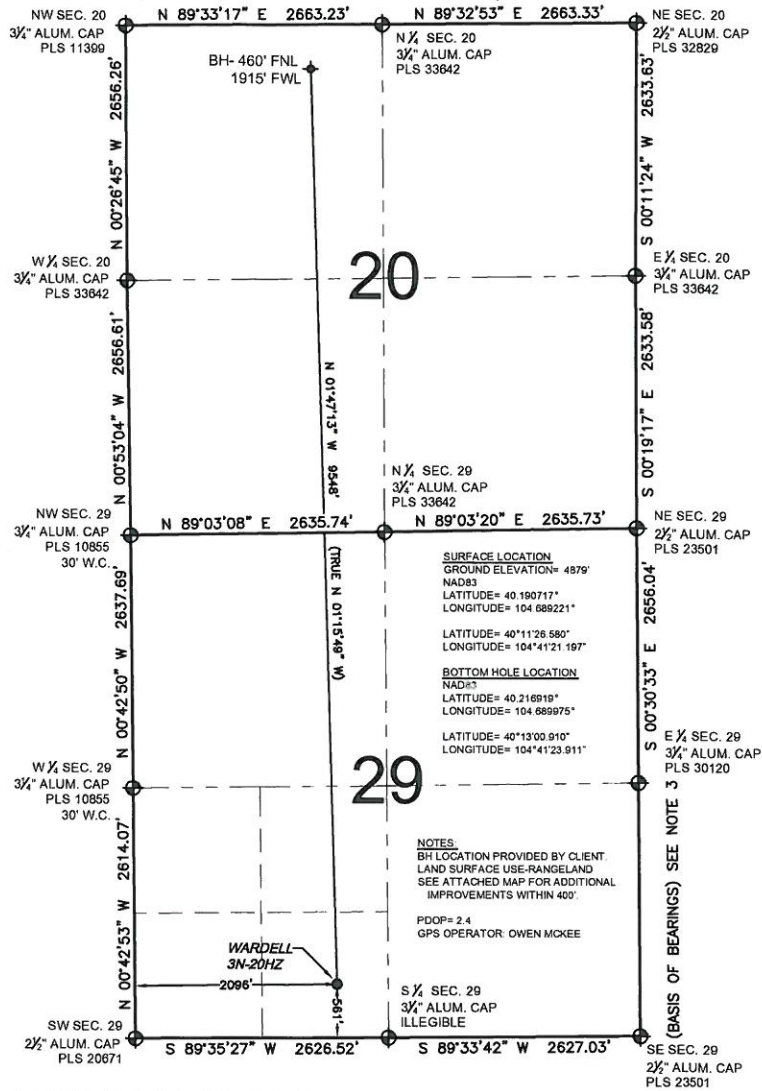 N 89°33'17" E 2663.23'
N 89°32'53" E 2663.33'
NW SEC. 20
3¼" ALUM. CAP
PLS 11399
N ¼ SEC. 20
3¼" ALUM. CAP
PLS 33642
NE SEC. 20
2½" ALUM. CAP
PLS 32829
BH- 460' FNL
1915' FWL
N 00°26'45" W 2656.26'
S 00°11'24" W 2633.63'
W ¼ SEC. 20
3¼" ALUM. CAP
PLS 33642
20
E ¼ SEC. 20
3¼" ALUM. CAP
PLS 33642
N 00°53'04" W 2656.61'
N 01°47'13" W 9548'
S 00°19'17" E 2633.58'
N ¼ SEC. 29
3¼" ALUM. CAP
PLS 33642
NW SEC. 29
3¼" ALUM. CAP
PLS 10855
30' W.C.
N 89°03'08" E 2635.74'
N 89°03'20" E 2635.73'
NE SEC. 29
2½" ALUM. CAP
PLS 23501
(TRUE N 01°15'49" W)
SURFACE LOCATION
GROUND ELEVATION= 4879'
NAD83
LATITUDE= 40.190717°
LONGITUDE= 104.689221°
LATITUDE= 40°11'26.580"
LONGITUDE= 104°41'21.197"
BOTTOM HOLE LOCATION
NAD83
LATITUDE= 40.216919°
LONGITUDE= 104.689975°
LATITUDE= 40°13'00.910"
LONGITUDE= 104°41'23.911"
N 00°42'50" W 2637.69'
S 00°30'33" E 2656.04'
W ¼ SEC. 29
3¼" ALUM. CAP
PLS 10855
30' W.C.
29
E ¼ SEC. 29
3¼" ALUM. CAP
PLS 30120
NOTES:
BH LOCATION PROVIDED BY CLIENT.
LAND SURFACE USE-RANGELAND
SEE ATTACHED MAP FOR ADDITIONAL
IMPROVEMENTS WITHIN 400'.
PDOP= 2.4
GPS OPERATOR: OWEN MCKEE
N 00°42'53" W 2614.07'
(BASIS OF BEARINGS) SEE NOTE 3
WARDELL
3N-20HZ
2096'
561'
S ¼ SEC. 29
3¼" ALUM. CAP
ILLEGIBLE
SW SEC. 29
2½" ALUM. CAP
PLS 20671
S 89°35'27" W 2626.52'
S 89°33'42" W 2627.03'
SE SEC. 29
2½" ALUM. CAP
PLS 23501